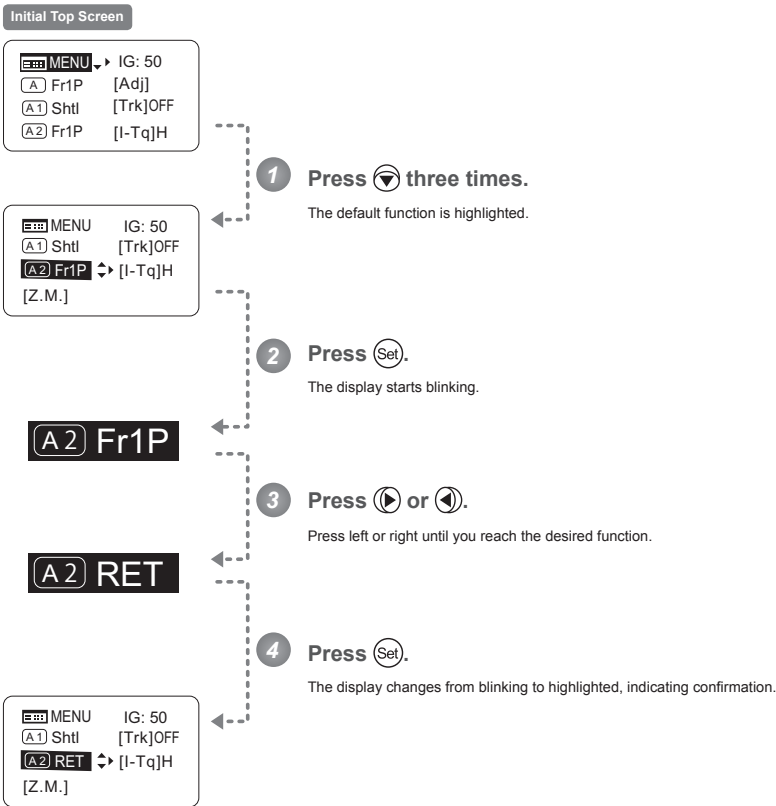 Initial Top Screen
MENU IG: 50
A Fr1P [Adj]
A1 Shtl [Trk]OFF
A2 Fr1P [I-Tq]H
1 Press three times.
The default function is highlighted.
MENU IG: 50
A1 Shtl [Trk]OFF
A2 Fr1P [I-Tq]H
[Z.M.]
2 Press Set.
The display starts blinking.
A2 Fr1P
3 Press or .
Press left or right until you reach the desired function.
A2 RET
4 Press Set.
The display changes from blinking to highlighted, indicating confirmation.
MENU IG: 50
A1 Shtl [Trk]OFF
A2 RET [I-Tq]H
[Z.M.]